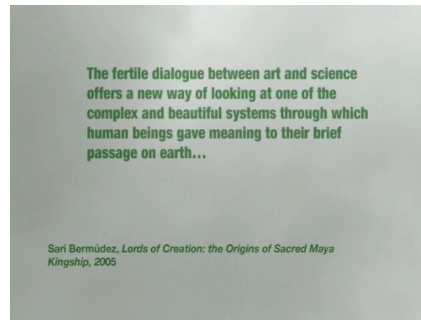 The fertile dialogue between art and science
offers a new way of looking at one of the
complex and beautiful systems through which
human beings gave meaning to their brief
passage on earth...
Sari Bermúdez, Lords of Creation: the Origins of Sacred Maya
Kingship, 2005